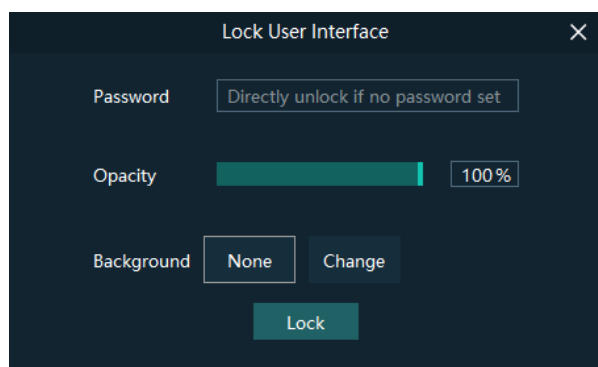 Lock User Interface
Password Directly unlock if no password set
Opacity 100%
Background None Change
Lock